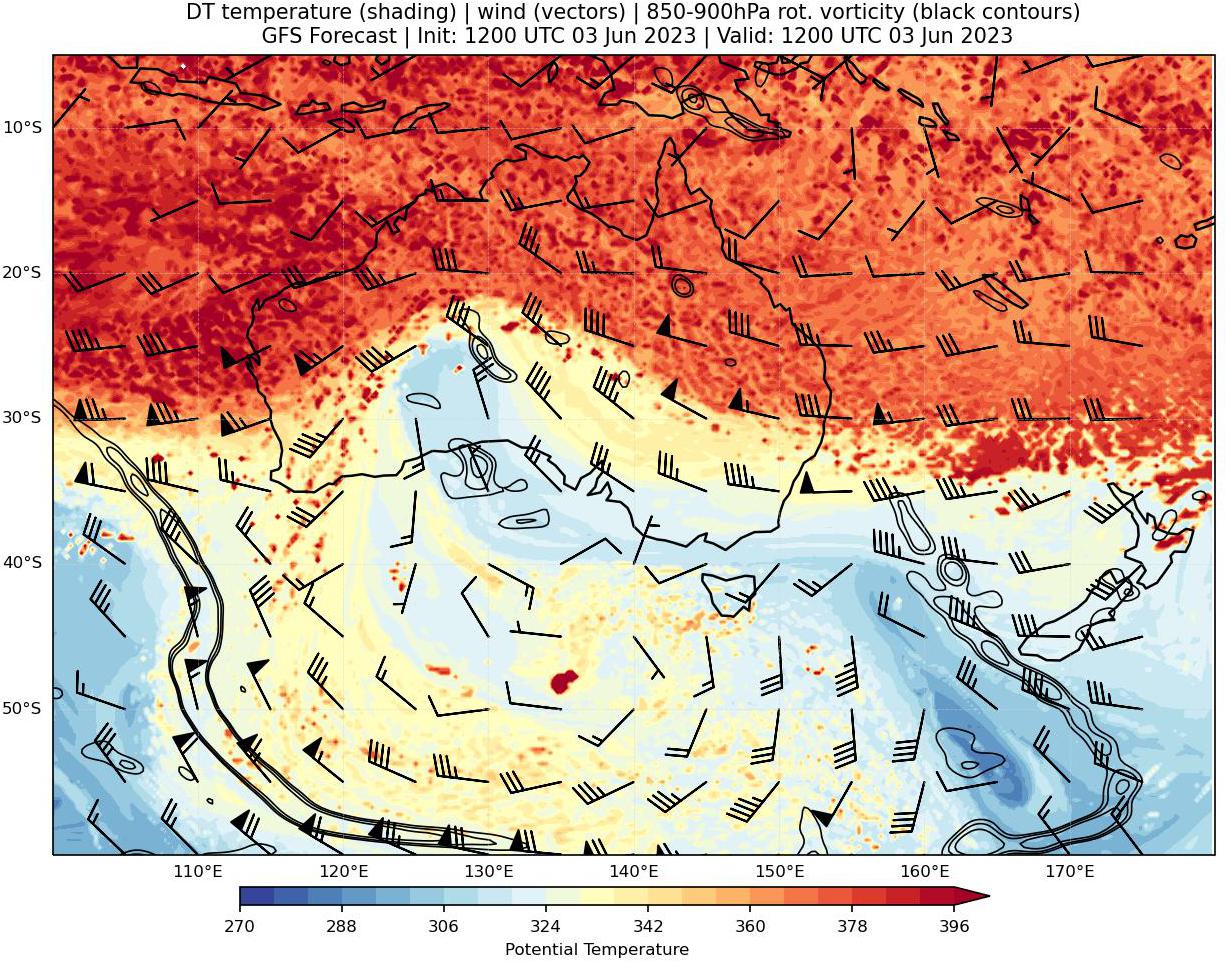 DT temperature (shading) | wind (vectors) | 850-900hPa rot. vorticity (black contours)
GFS Forecast | Init: 1200 UTC 03 Jun 2023 | Valid: 1200 UTC 03 Jun 2023
10°S
20°S
30°S
40°S
50°S
110°E 120°E 130°E 140°E 150°E 160°E 170°E
270 288 306 324 342 360 378 396
Potential Temperature